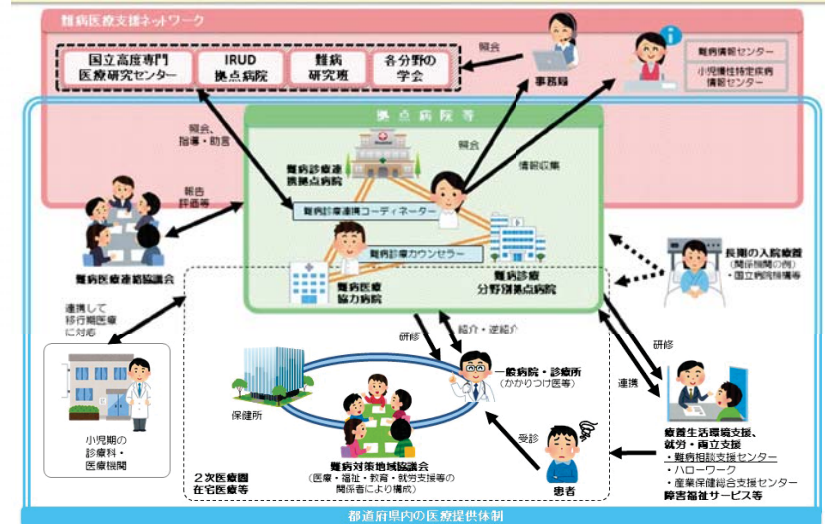 難病医療支援ネットワーク
国立高度専門
医療研究センター
IRUD
拠点病院
難病
研究班
各分野の
学会
照会
事務局
難病情報センター
小児慢性特定疾病
情報センター
拠点病院等
照会、
指導・助言
難病診療連
携拠点病院
照会
情報収集
報告
評価等
難病診療連携コーディネーター
難病診療カウンセラー
難病医療連絡協議会
難病医療
協力病院
難病診療
分野別拠点病院
長期の入院療養
(関係機関の例)
・国立病院機構等
連携して
移行期医療
に対応
研修
紹介・逆紹介
研修
連携
一般病院・診療所
(かかりつけ医等)
保健所
小児期の
診療科・
医療機関
受診
難病対策地域協議会
(医療・福祉・教育・就労支援等の
関係者により構成)
2次医療圏
在宅医療等
患者
療養生活環境支援、
就労・両立支援
・難病相談支援センター
・ハローワーク
・産業保健総合支援センター
障害福祉サービス等
都道府県内の医療提供体制